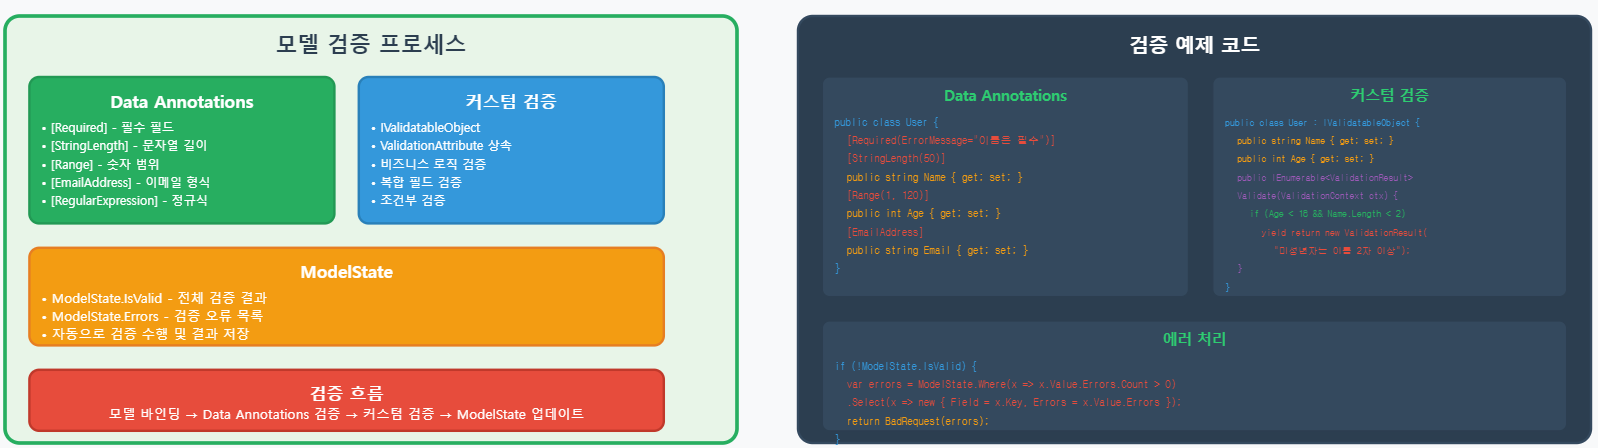 모델 검증 프로세스
Data Annotations
• [Required] - 필수 필드
• [StringLength] - 문자열 길이
• [Range] - 숫자 범위
• [EmailAddress] - 이메일 형식
• [RegularExpression] - 정규식
커스텀 검증
• IValidatableObject
• ValidationAttribute 상속
• 비즈니스 로직 검증
• 복합 필드 검증
• 조건부 검증
ModelState
• ModelState.IsValid - 전체 검증 결과
• ModelState.Errors - 검증 오류 목록
• 자동으로 검증 수행 및 결과 저장
검증 흐름
모델 바인딩 → Data Annotations 검증 → 커스텀 검증 → ModelState 업데이트
검증 예제 코드
Data Annotations
public class User {
[Required(ErrorMessage="이름은 필수")]
[StringLength(50)]
public string Name { get; set; }
[Range(1, 120)]
public int Age { get; set; }
[EmailAddress]
public string Email { get; set; }
}
커스텀 검증
public class User : IValidatableObject {
public string Name { get; set; }
public int Age { get; set; }
public IEnumerable<ValidationResult>
Validate(ValidationContext ctx) {
if (Age < 18 && Name.Length < 2)
yield return new ValidationResult(
"미성년자는 이름 2자 이상");
}
}
에러 처리
if (!ModelState.IsValid) {
var errors = ModelState.Where(x => x.Value.Errors.Count > 0)
.Select(x => new { Field = x.Key, Errors = x.Value.Errors });
return BadRequest(errors);
}